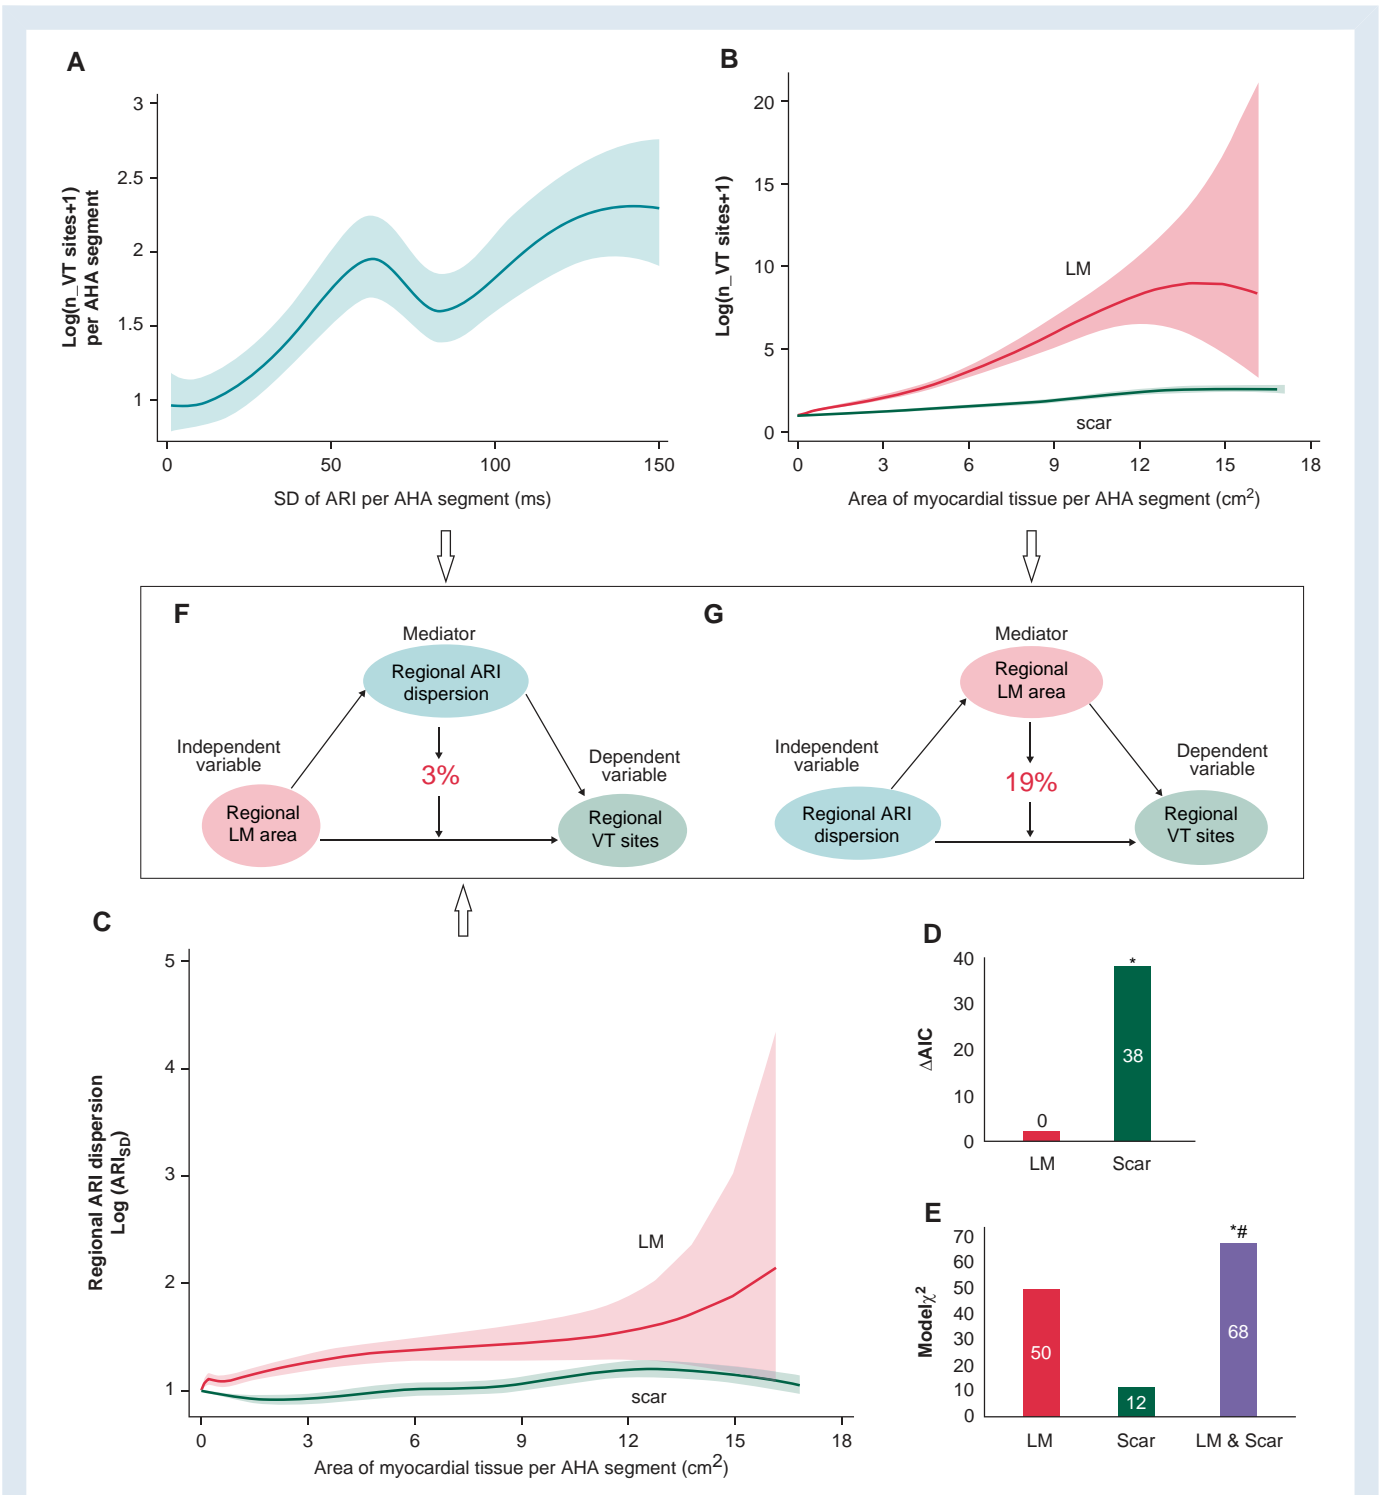 A
3
2.5
2
1.5
1
Log(n_VT sites+1)
per AHA segment
0 50 100 150
SD of ARI per AHA segment (ms)
B
20
15
10
5
0
Log(n_VT sites+1)
LM
scar
0 3 6 9 12 15 18
Area of myocardial tissue per AHA segment (cm²)
F
Mediator
Regional ARI
dispersion
Independent
variable
3%
Dependent
variable
Regional
LM area
Regional
VT sites
G
Mediator
Regional
LM area
Independent
variable
19%
Dependent
variable
Regional ARI
dispersion
Regional
VT sites
C
5
4
3
2
1
Regional ARI dispersion
Log (ARI_SD)
LM
scar
0 3 6 9 12 15 18
Area of myocardial tissue per AHA segment (cm²)
D
40
30
20
10
0
ΔAIC
*
38
0
LM Scar
E
70
60
50
40
30
20
10
0
Modelχ²
*#
50
12
68
LM Scar LM & Scar